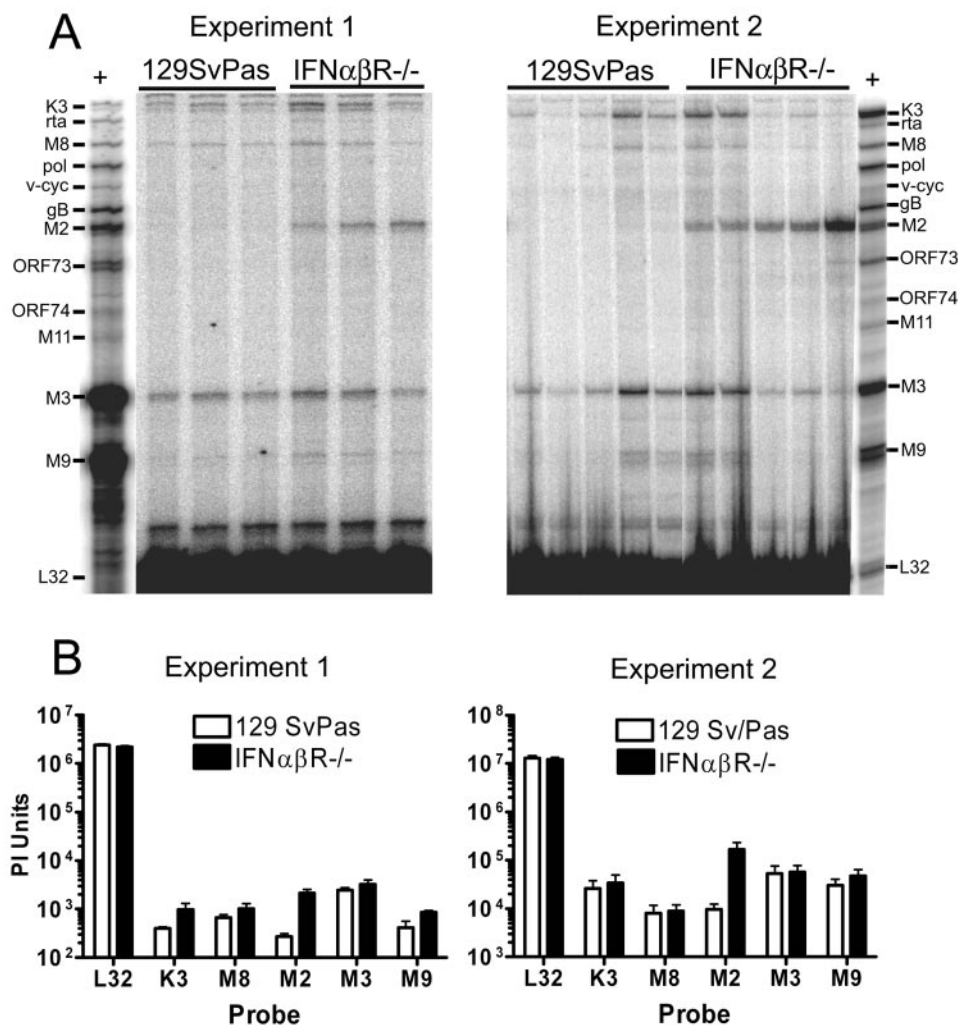 A
Experiment 1
Experiment 2
+ 129SvPas IFNαβR-/-
129SvPas IFNαβR-/- +
K3
rta
M8
pol
v-cyc
gB
M2
ORF73
ORF74
M11
M3
M9
L32
K3
rta
M8
pol
v-cyc
gB
M2
ORF73
ORF74
M11
M3
M9
L32
B
Experiment 1
Experiment 2
PI Units
10^7
10^6
10^5
10^4
10^3
10^2
129 SvPas
IFNαβR-/-
L32 K3 M8 M2 M3 M9
Probe
10^8
10^7
10^6
10^5
10^4
10^3
129 Sv/Pas
IFNαβR-/-
L32 K3 M8 M2 M3 M9
Probe